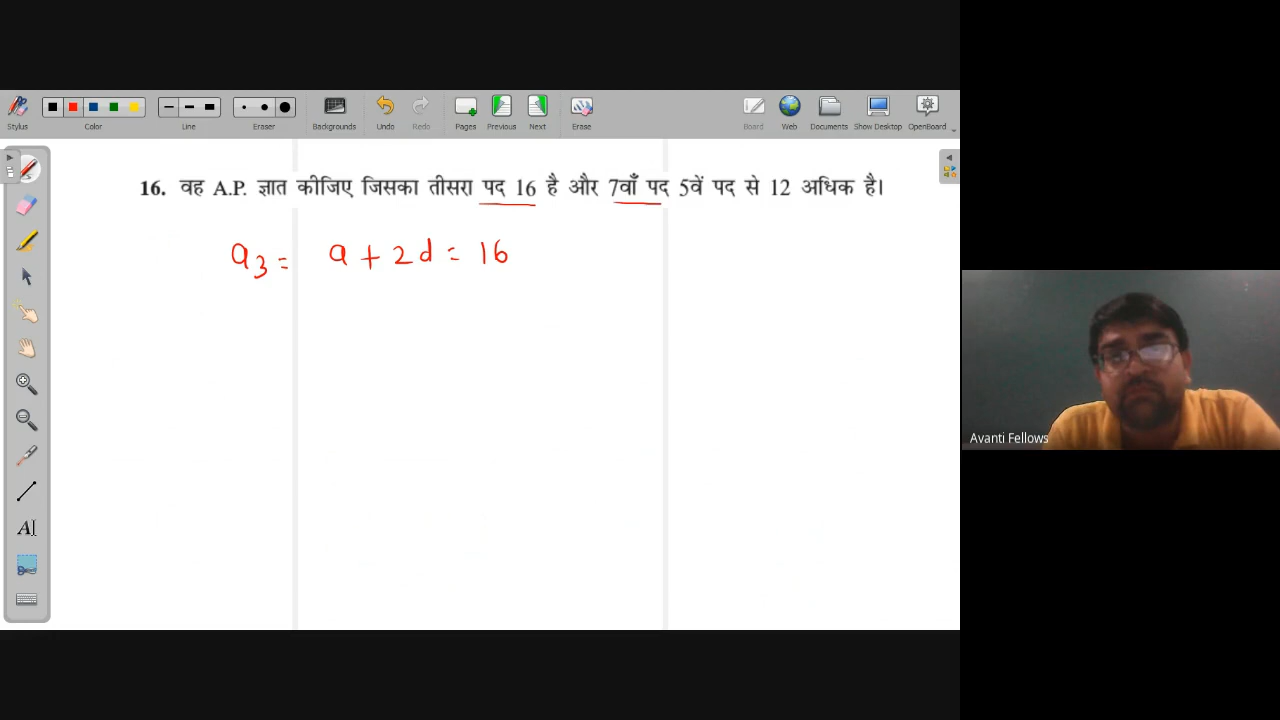 Stylus
Color
Line
Eraser
Backgrounds
Undo
Redo
Pages
Previous
Next
Erase
Board
Web
Documents
Show Desktop
OpenBoard
16. वह A.P. ज्ञात कीजिए जिसका तीसरा पद 16 है और 7वाँ पद 5वें पद से 12 अधिक है।
a₃ = a + 2d = 16
Avanti Fellows